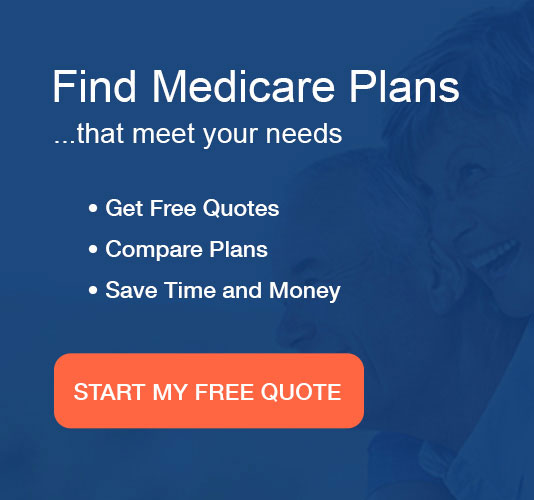 Find Medicare Plans
...that meet your needs
• Get Free Quotes
• Compare Plans
• Save Time and Money
START MY FREE QUOTE